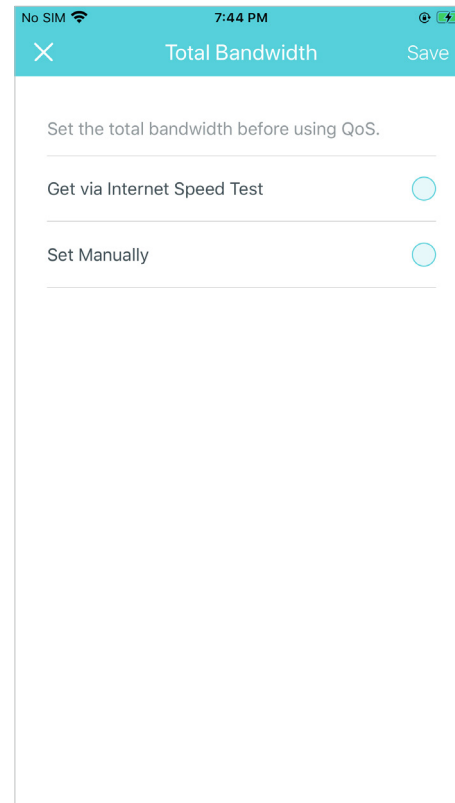 No SIM 7:44 PM
Total Bandwidth Save
Set the total bandwidth before using QoS.
Get via Internet Speed Test
Set Manually